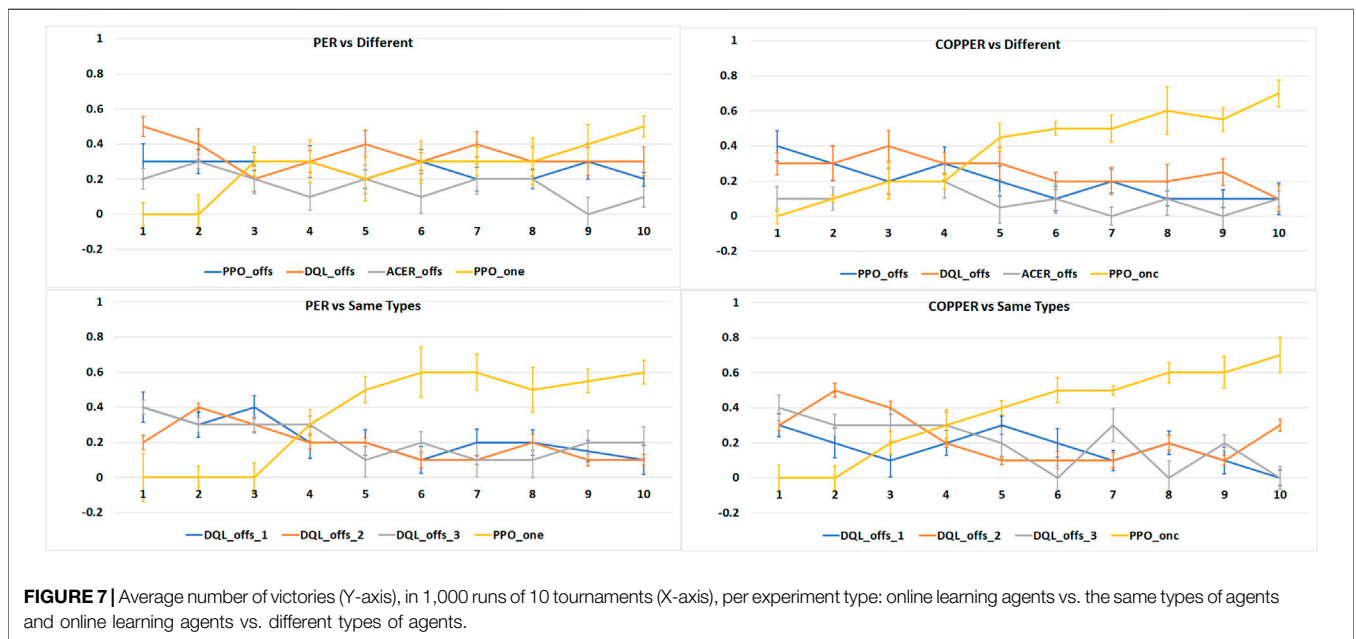 PER vs Different
1
0.8
0.6
0.4
0.2
0
-0.2
1 2 3 4 5 6 7 8 9 10
PPO_offs DQL_offs ACER_offs PPO_one
COPPER vs Different
1
0.8
0.6
0.4
0.2
0
-0.2
1 2 3 4 5 6 7 8 9 10
PPO_offs DQL_offs ACER_offs PPO_onc
PER vs Same Types
1
0.8
0.6
0.4
0.2
0
-0.2
1 2 3 4 5 6 7 8 9 10
DQL_offs_1 DQL_offs_2 DQL_offs_3 PPO_one
COPPER vs Same Types
1
0.8
0.6
0.4
0.2
0
-0.2
1 2 3 4 5 6 7 8 9 10
DQL_offs_1 DQL_offs_2 DQL_offs_3 PPO_onc
FIGURE 7 | Average number of victories (Y-axis), in 1,000 runs of 10 tournaments (X-axis), per experiment type: online learning agents vs. the same types of agents
and online learning agents vs. different types of agents.